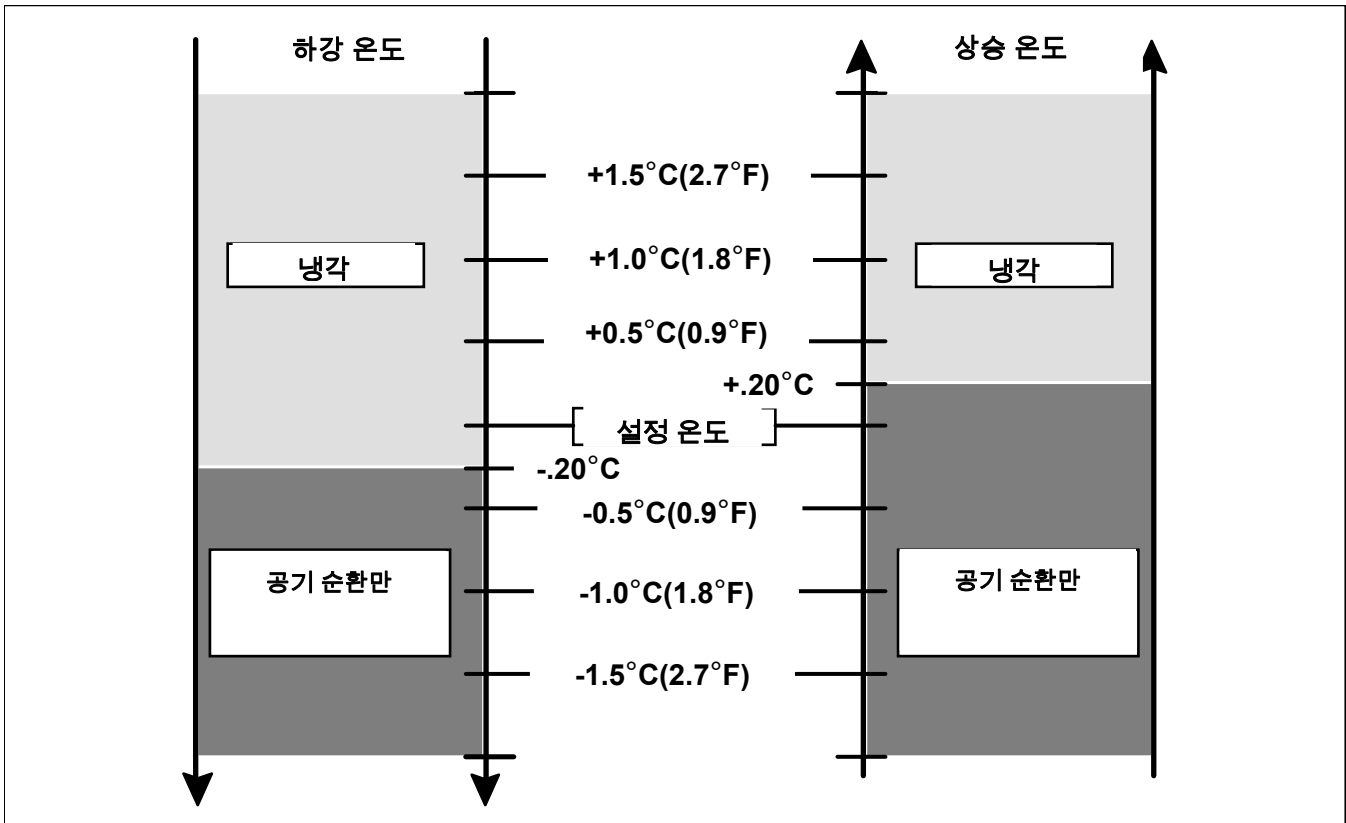 하강 온도
상승 온도
+1.5°C(2.7°F)
냉각
+1.0°C(1.8°F)
냉각
+0.5°C(0.9°F)
+.20°C
설정 온도
-.20°C
-0.5°C(0.9°F)
공기 순환만
-1.0°C(1.8°F)
공기 순환만
-1.5°C(2.7°F)